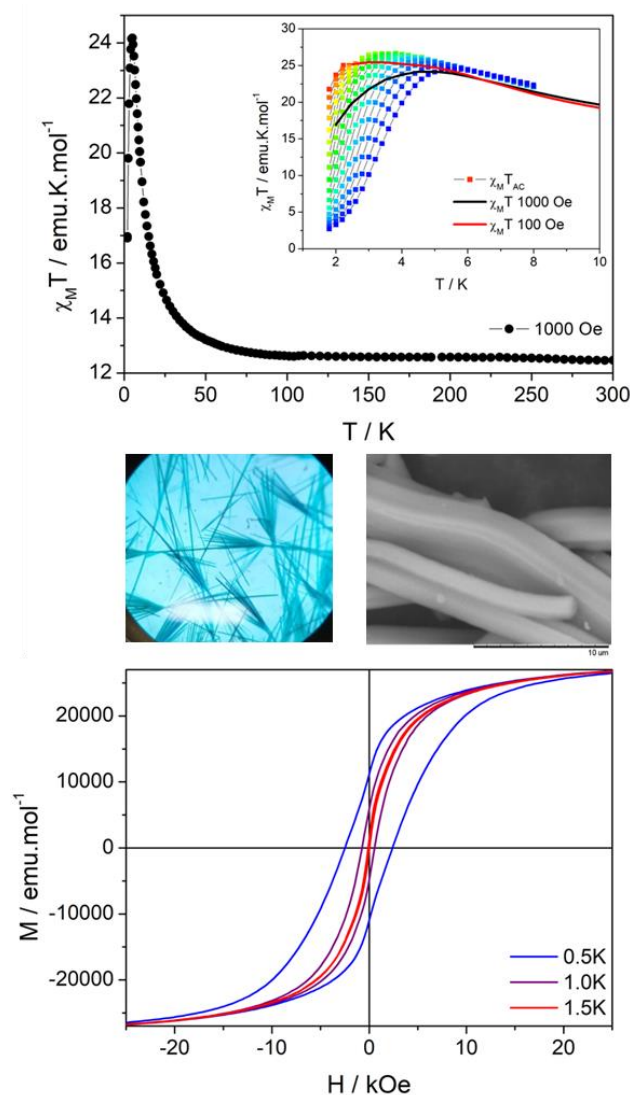 24
22
20
18
16
14
12
χMT / emu.K.mol⁻¹
0 50 100 150 200 250 300
T / K
1000 Oe
30
25
20
15
10
5
0
χMT / emu.K.mol⁻¹
2 4 6 8 10
T / K
χMTAC
χMT 1000 Oe
χMT 100 Oe
10 um
20000
10000
0
-10000
-20000
M / emu.mol⁻¹
-20 -10 0 10 20
H / kOe
0.5K
1.0K
1.5K